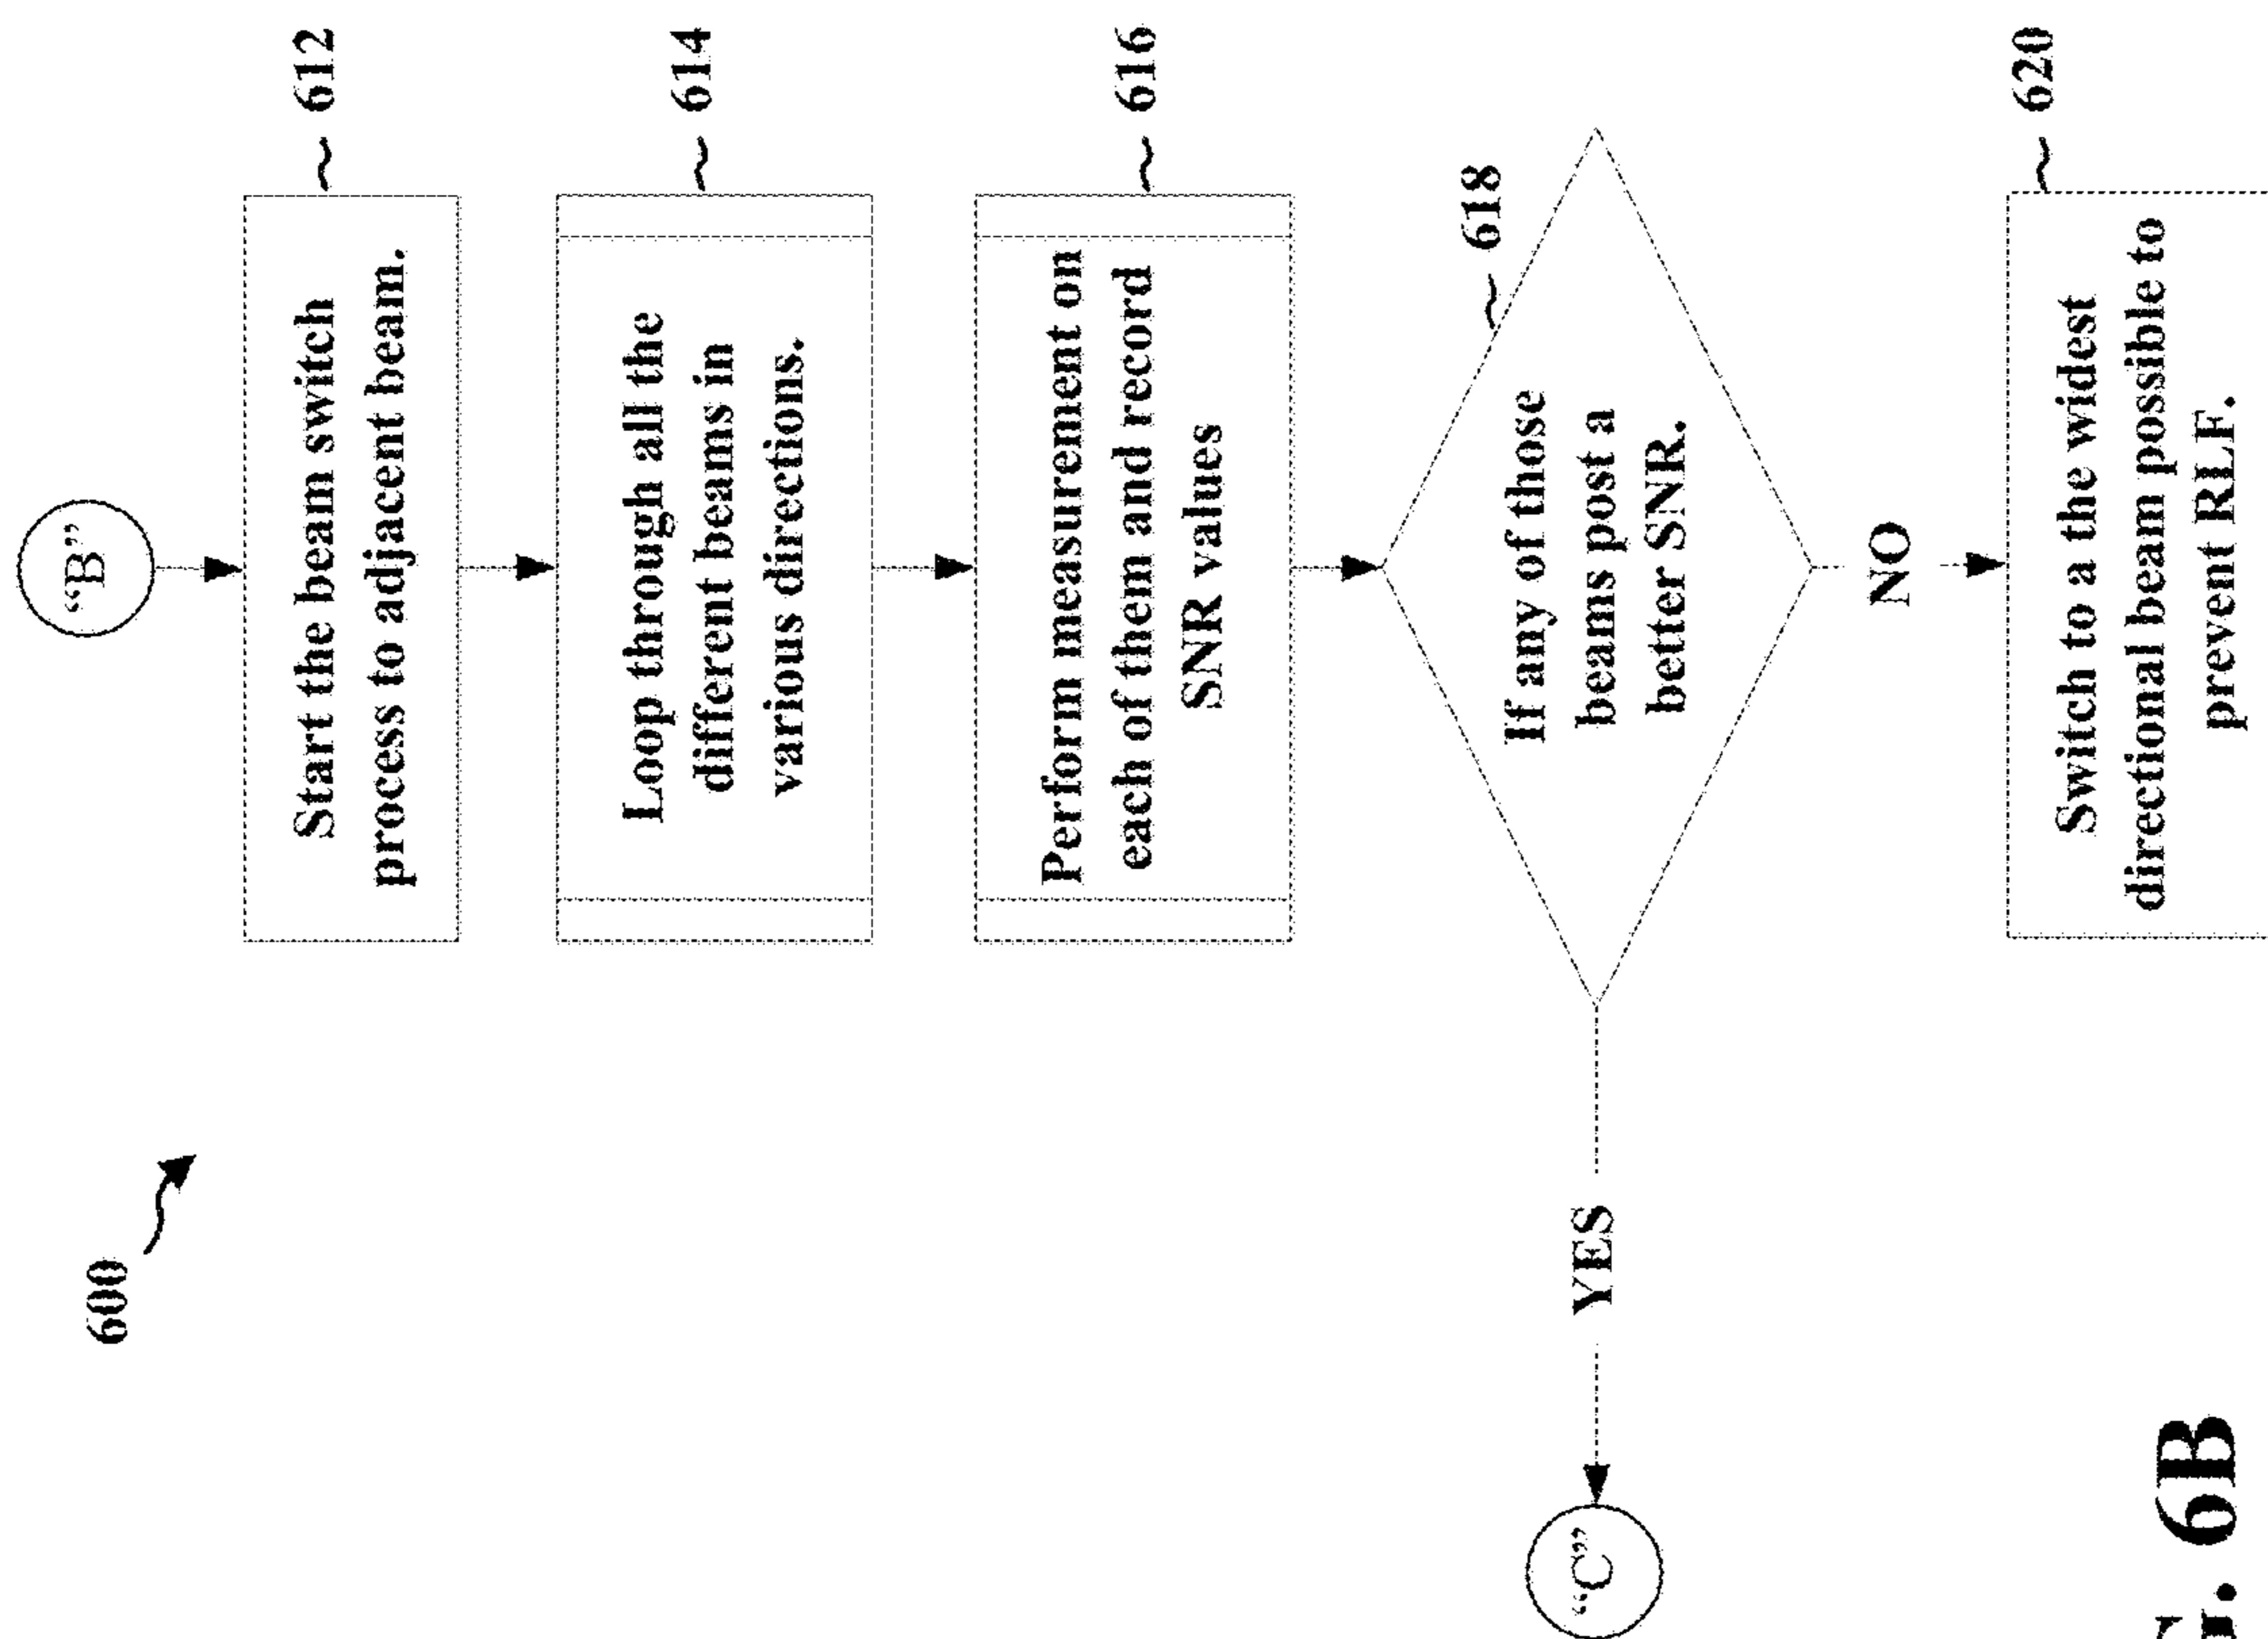 600
“B”
Start the beam switch
process to adjacent beam.
612
Loop through all the
different beams in
various directions.
614
Perform measurement on
each of them and record
SNR values
616
If any of those
beams post a
better SNR.
618
YES
“C”
NO
Switch to a the widest
directional beam possible to
prevent RLF.
620
6B